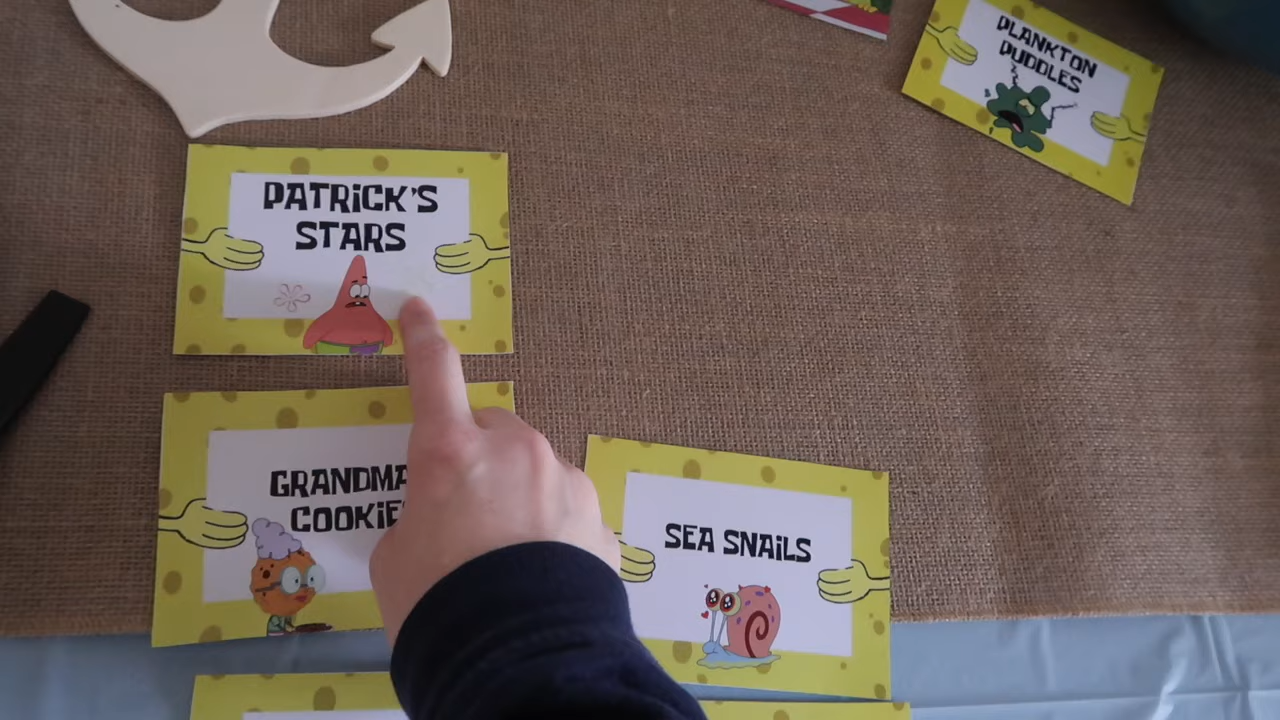 PLANKTON
PUDDLES
PATRICK'S
STARS
GRANDMA
COOKIE
SEA SNAILS